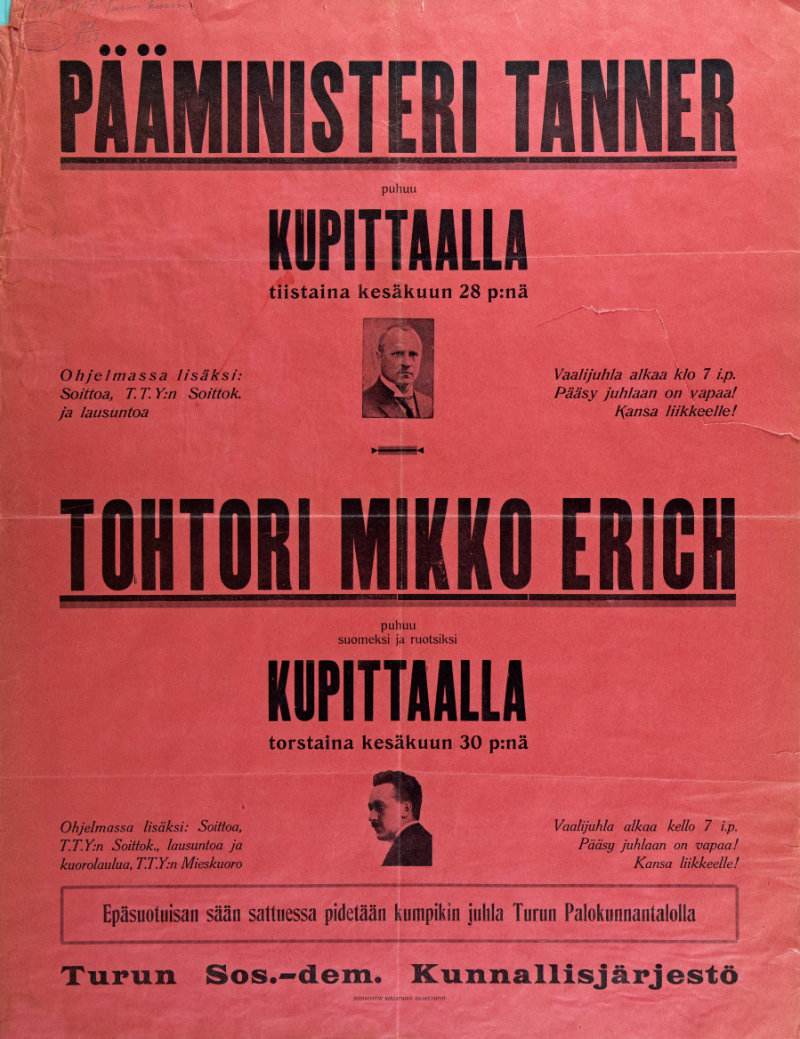 PÄÄMINISTERI TANNER
puhuu
KUPITTAALLA
tiistaina kesäkuun 28 p:nä
Ohjelmassa lisäksi:
Soittoa, T. T. Y:n Soittok.
ja lausuntoa
Vaalijuhla alkaa klo 7 i.p.
Pääsy juhlaan on vapaa!
Kansa liikkeelle!
TOHTORI MIKKO ERICH
puhuu
suomeksi ja ruotsiksi
KUPITTAALLA
torstaina kesäkuun 30 p:nä
Ohjelmassa lisäksi: Soittoa,
T.T.Y:n Soittok., lausuntoa ja
kuorolaulua, T.T.Y:n Mieskuoro
Vaalijuhla alkaa kello 7 i.p.
Pääsy juhlaan on vapaa!
Kansa liikkeelle!
Epäsuotuisan sään sattuessa pidetään kumpikin juhla Turun Palokunnantalolla
Turun Sos.-dem. Kunnallisjärjestö